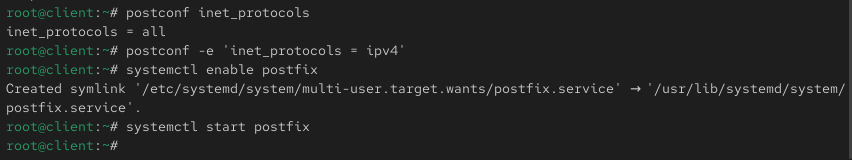 root@client:~# postconf inet_protocols
inet_protocols = all
root@client:~# postconf -e 'inet_protocols = ipv4'
root@client:~# systemctl enable postfix
Created symlink '/etc/systemd/system/multi-user.target.wants/postfix.service' → '/usr/lib/systemd/system/
postfix.service'.
root@client:~# systemctl start postfix
root@client:~#